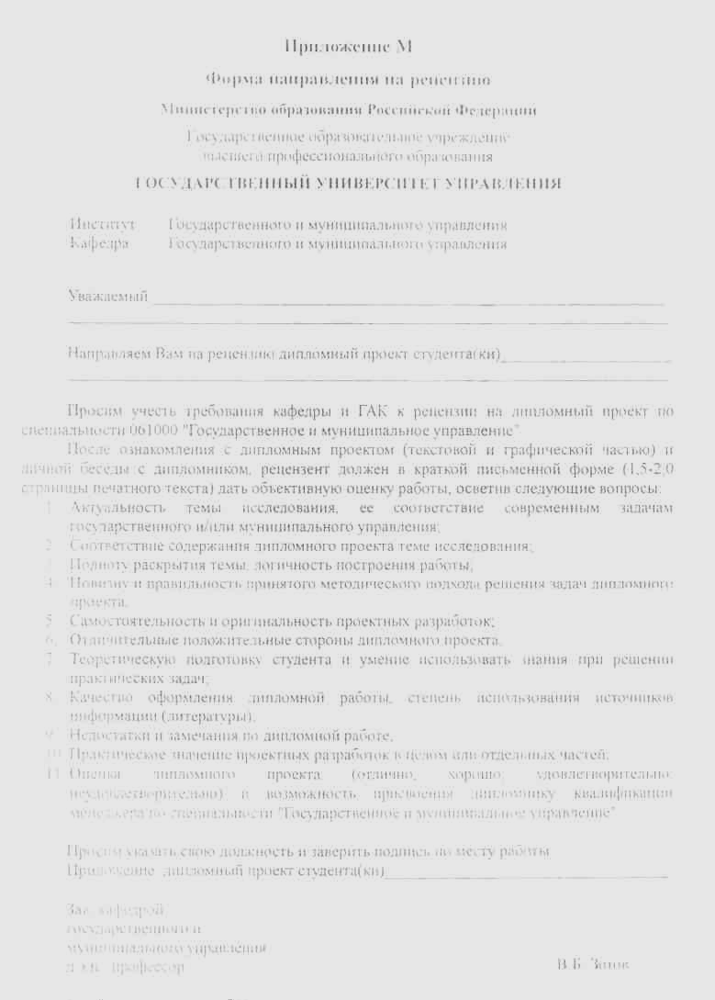 Приложение М
Форма направления на рецензию
Министерство образования Российской Федерации
Государственное образовательное учреждение
высшего профессионального образования
ГОСУДАРСТВЕННЫЙ УНИВЕРСИТЕТ УПРАВЛЕНИЯ
Институт Государственного и муниципального управления
Кафедра Государственного и муниципального управления
Уважаемый
Направляем Вам на рецензию дипломный проект студента(ки)
Просим учесть требования кафедры и ГАК к рецензии на дипломный проект по
специальности 061000 "Государственное и муниципальное управление"
После ознакомления с дипломным проектом (текстовой и графической частью) и
личной беседы с дипломником, рецензент должен в краткой письменной форме (1,5-2,0
страницы печатного текста) дать объективную оценку работы, осветив следующие вопросы:
1. Актуальность темы исследования, ее соответствие современным задачам
государственного и/или муниципального управления;
2. Соответствие содержания дипломного проекта теме исследования;
3. Полноту раскрытия темы, логичность построения работы;
4. Новизну и правильность принятого методического подхода решения задач дипломного
проекта;
5. Самостоятельность и оригинальность проектных разработок;
6. Отличительные положительные стороны дипломного проекта;
7. Теоретическую подготовку студента и умение использовать знания при решении
практических задач;
8. Качество оформления дипломной работы, степень использования источников
информации (литературы);
9. Недостатки и замечания по дипломной работе;
10. Практическое значение проектных разработок в целом или отдельных частей;
11. Оценка дипломного проекта (отлично, хорошо, удовлетворительно,
неудовлетворительно) и возможность присвоения дипломнику квалификации
менеджера по специальности "Государственное и муниципальное управление"
Просим указать свою должность и заверить подпись по месту работы
Приложение: дипломный проект студента(ки)
Зав. кафедрой
государственного и
муниципального управления
профессор В.Б. Зотов